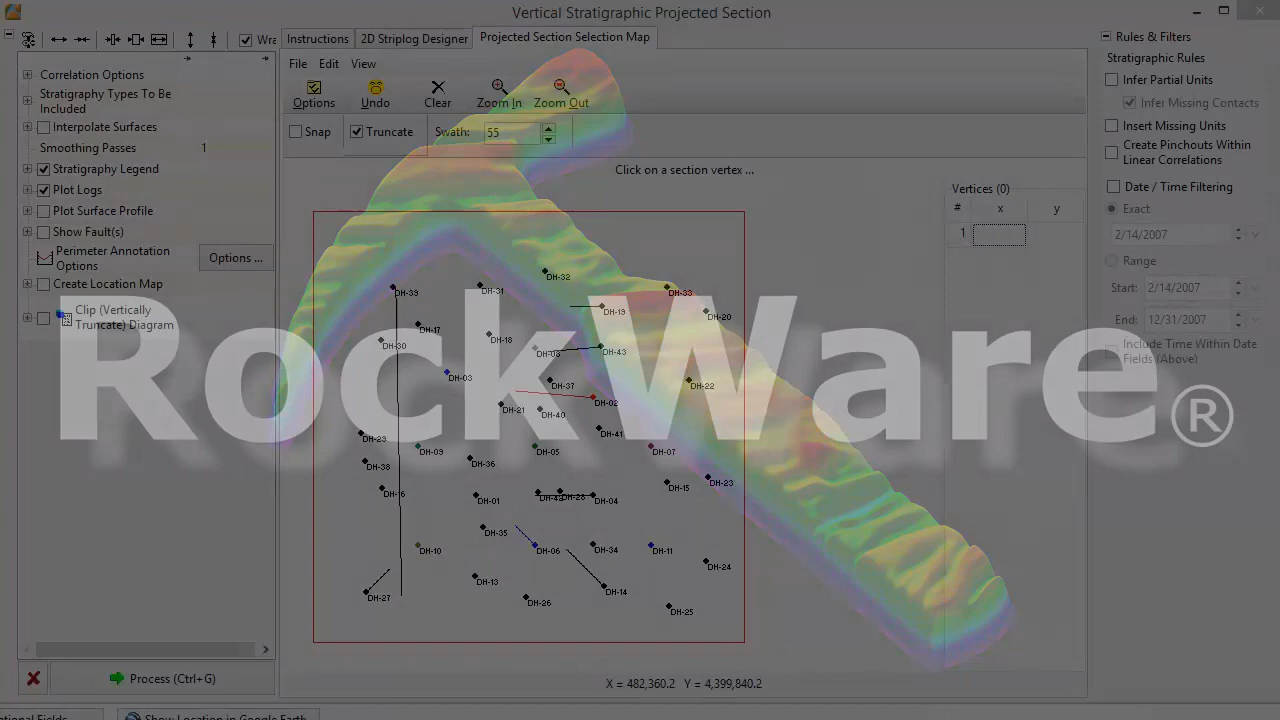 Vertical Stratigraphic Projected Section
Instructions
2D Striplog Designer
Projected Section Selection Map
File Edit View
Options Undo Clear Zoom In Zoom Out
Snap Truncate Swath: 55
Click on a section vertex ...
Correlation Options
Stratigraphy Types To Be
Included
Interpolate Surfaces
Smoothing Passes 1
Stratigraphy Legend
Plot Logs
Plot Surface Profile
Show Fault(s)
Perimeter Annotation
Options
Options ...
Create Location Map
Clip (Vertically
Truncate) Diagram
Process (Ctrl+G)
Vertices (0)
# x y
1
Rules & Filters
Stratigraphic Rules
Infer Partial Units
Infer Missing Contacts
Insert Missing Units
Create Pinchouts Within
Linear Correlations
Date / Time Filtering
Exact
2/14/2007
Range
Start: 2/14/2007
End: 12/31/2007
Include Time Within Date
Fields (Above)
RockWare®
DH-32
DH-39
DH-31
DH-33
DH-19
DH-20
DH-17
DH-18
DH-30
DH-43
DH-03
DH-37
DH-22
DH-02
DH-21
DH-40
DH-41
DH-09
DH-05
DH-07
DH-38
DH-36
DH-16
DH-15
DH-23
DH-01
DH-04
DH-35
DH-10
DH-06
DH-34
DH-11
DH-24
DH-13
DH-27
DH-14
DH-26
DH-25
X = 482,360.2 Y = 4,399,840.2
Show Location in Google Earth